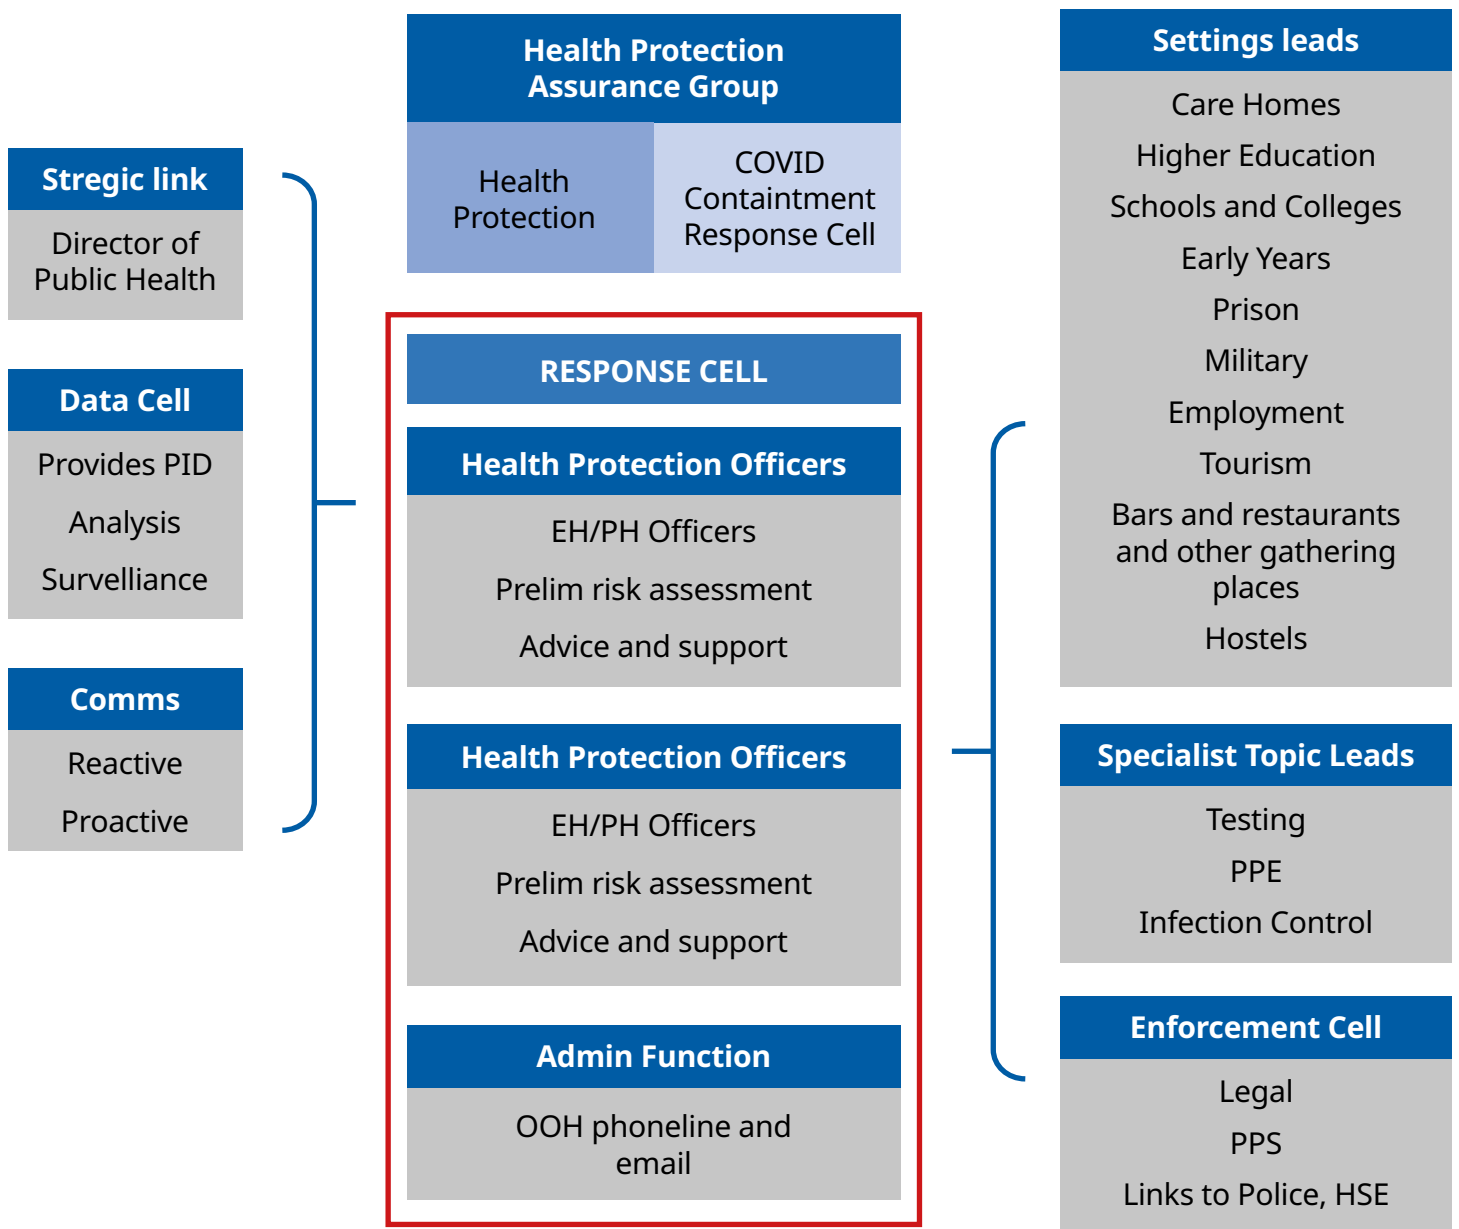 Stregic link
Director of
Public Health
Data Cell
Provides PID
Analysis
Survelliance
Comms
Reactive
Proactive
Health Protection
Assurance Group
Health
Protection
COVID
Containtment
Response Cell
RESPONSE CELL
Health Protection Officers
EH/PH Officers
Prelim risk assessment
Advice and support
Health Protection Officers
EH/PH Officers
Prelim risk assessment
Advice and support
Admin Function
OOH phoneline and
email
Settings leads
Care Homes
Higher Education
Schools and Colleges
Early Years
Prison
Military
Employment
Tourism
Bars and restaurants
and other gathering
places
Hostels
Specialist Topic Leads
Testing
PPE
Infection Control
Enforcement Cell
Legal
PPS
Links to Police, HSE